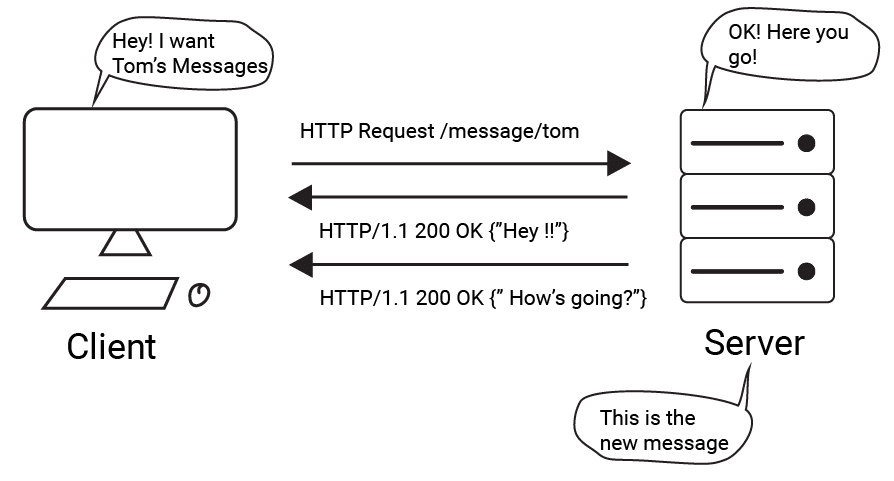 Hey! I want
Tom’s Messages
OK! Here you
go!
HTTP Request /message/tom
HTTP/1.1 200 OK {”Hey !!”}
HTTP/1.1 200 OK {” How’s going?”}
Client
Server
This is the
new message